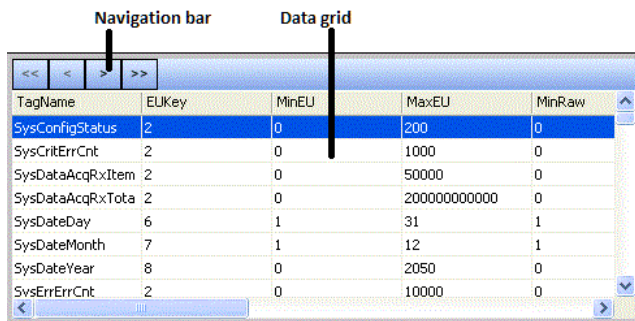 Navigation bar Data grid
<< < > >>
TagName EUKey MinEU MaxEU MinRaw
SysConfigStatus 2 0 200 0
SysCritErrCnt 2 0 1000 0
SysDataAcqRxItem 2 0 50000 0
SysDataAcqRxTota 2 0 200000000000 0
SysDateDay 6 1 31 1
SysDateMonth 7 1 12 1
SysDateYear 8 0 2050 0
SysErrErrCnt 2 0 10000 0